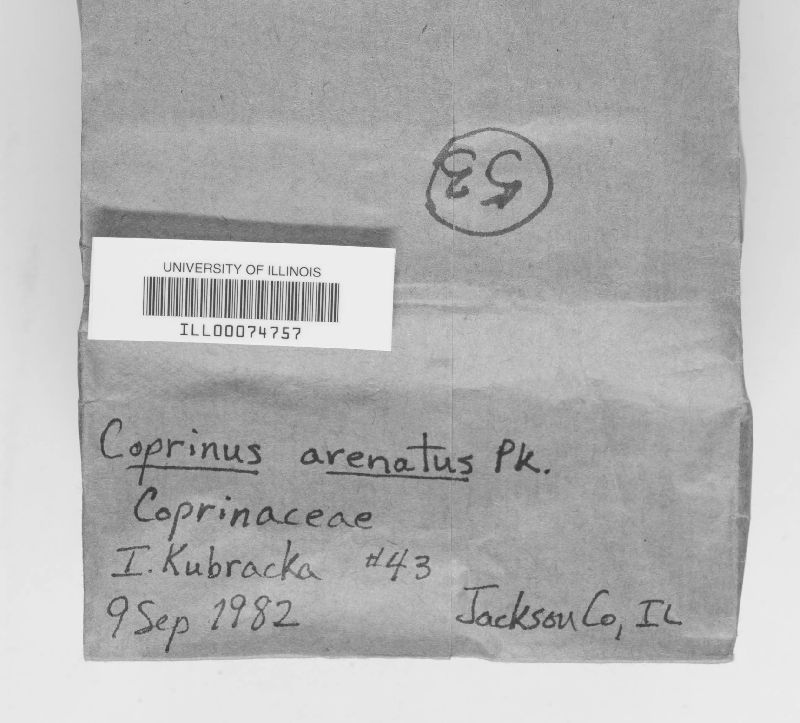 53
UNIVERSITY OF ILLINOIS
ILL00074757
Coprinus arenatus Pk.
Coprinaceae
I. Kubracka #43
9 Sep 1982 Jackson Co, IL